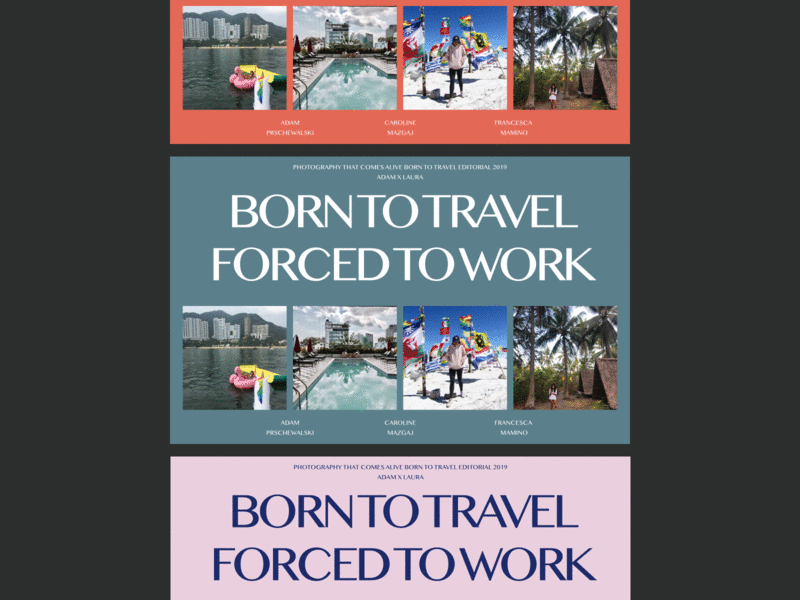 ADAM
PRSCHEWALSKI
CAROLINE
MAZGAJ
FRANCESCA
MAMINO
PHOTOGRAPHY THAT COMES ALIVE BORN TO TRAVEL EDITORIAL 2019
ADAM X LAURA
BORN TO TRAVEL
FORCED TO WORK
ADAM
PRSCHEWALSKI
CAROLINE
MAZGAJ
FRANCESCA
MAMINO
PHOTOGRAPHY THAT COMES ALIVE BORN TO TRAVEL EDITORIAL 2019
ADAM X LAURA
BORN TO TRAVEL
FORCED TO WORK